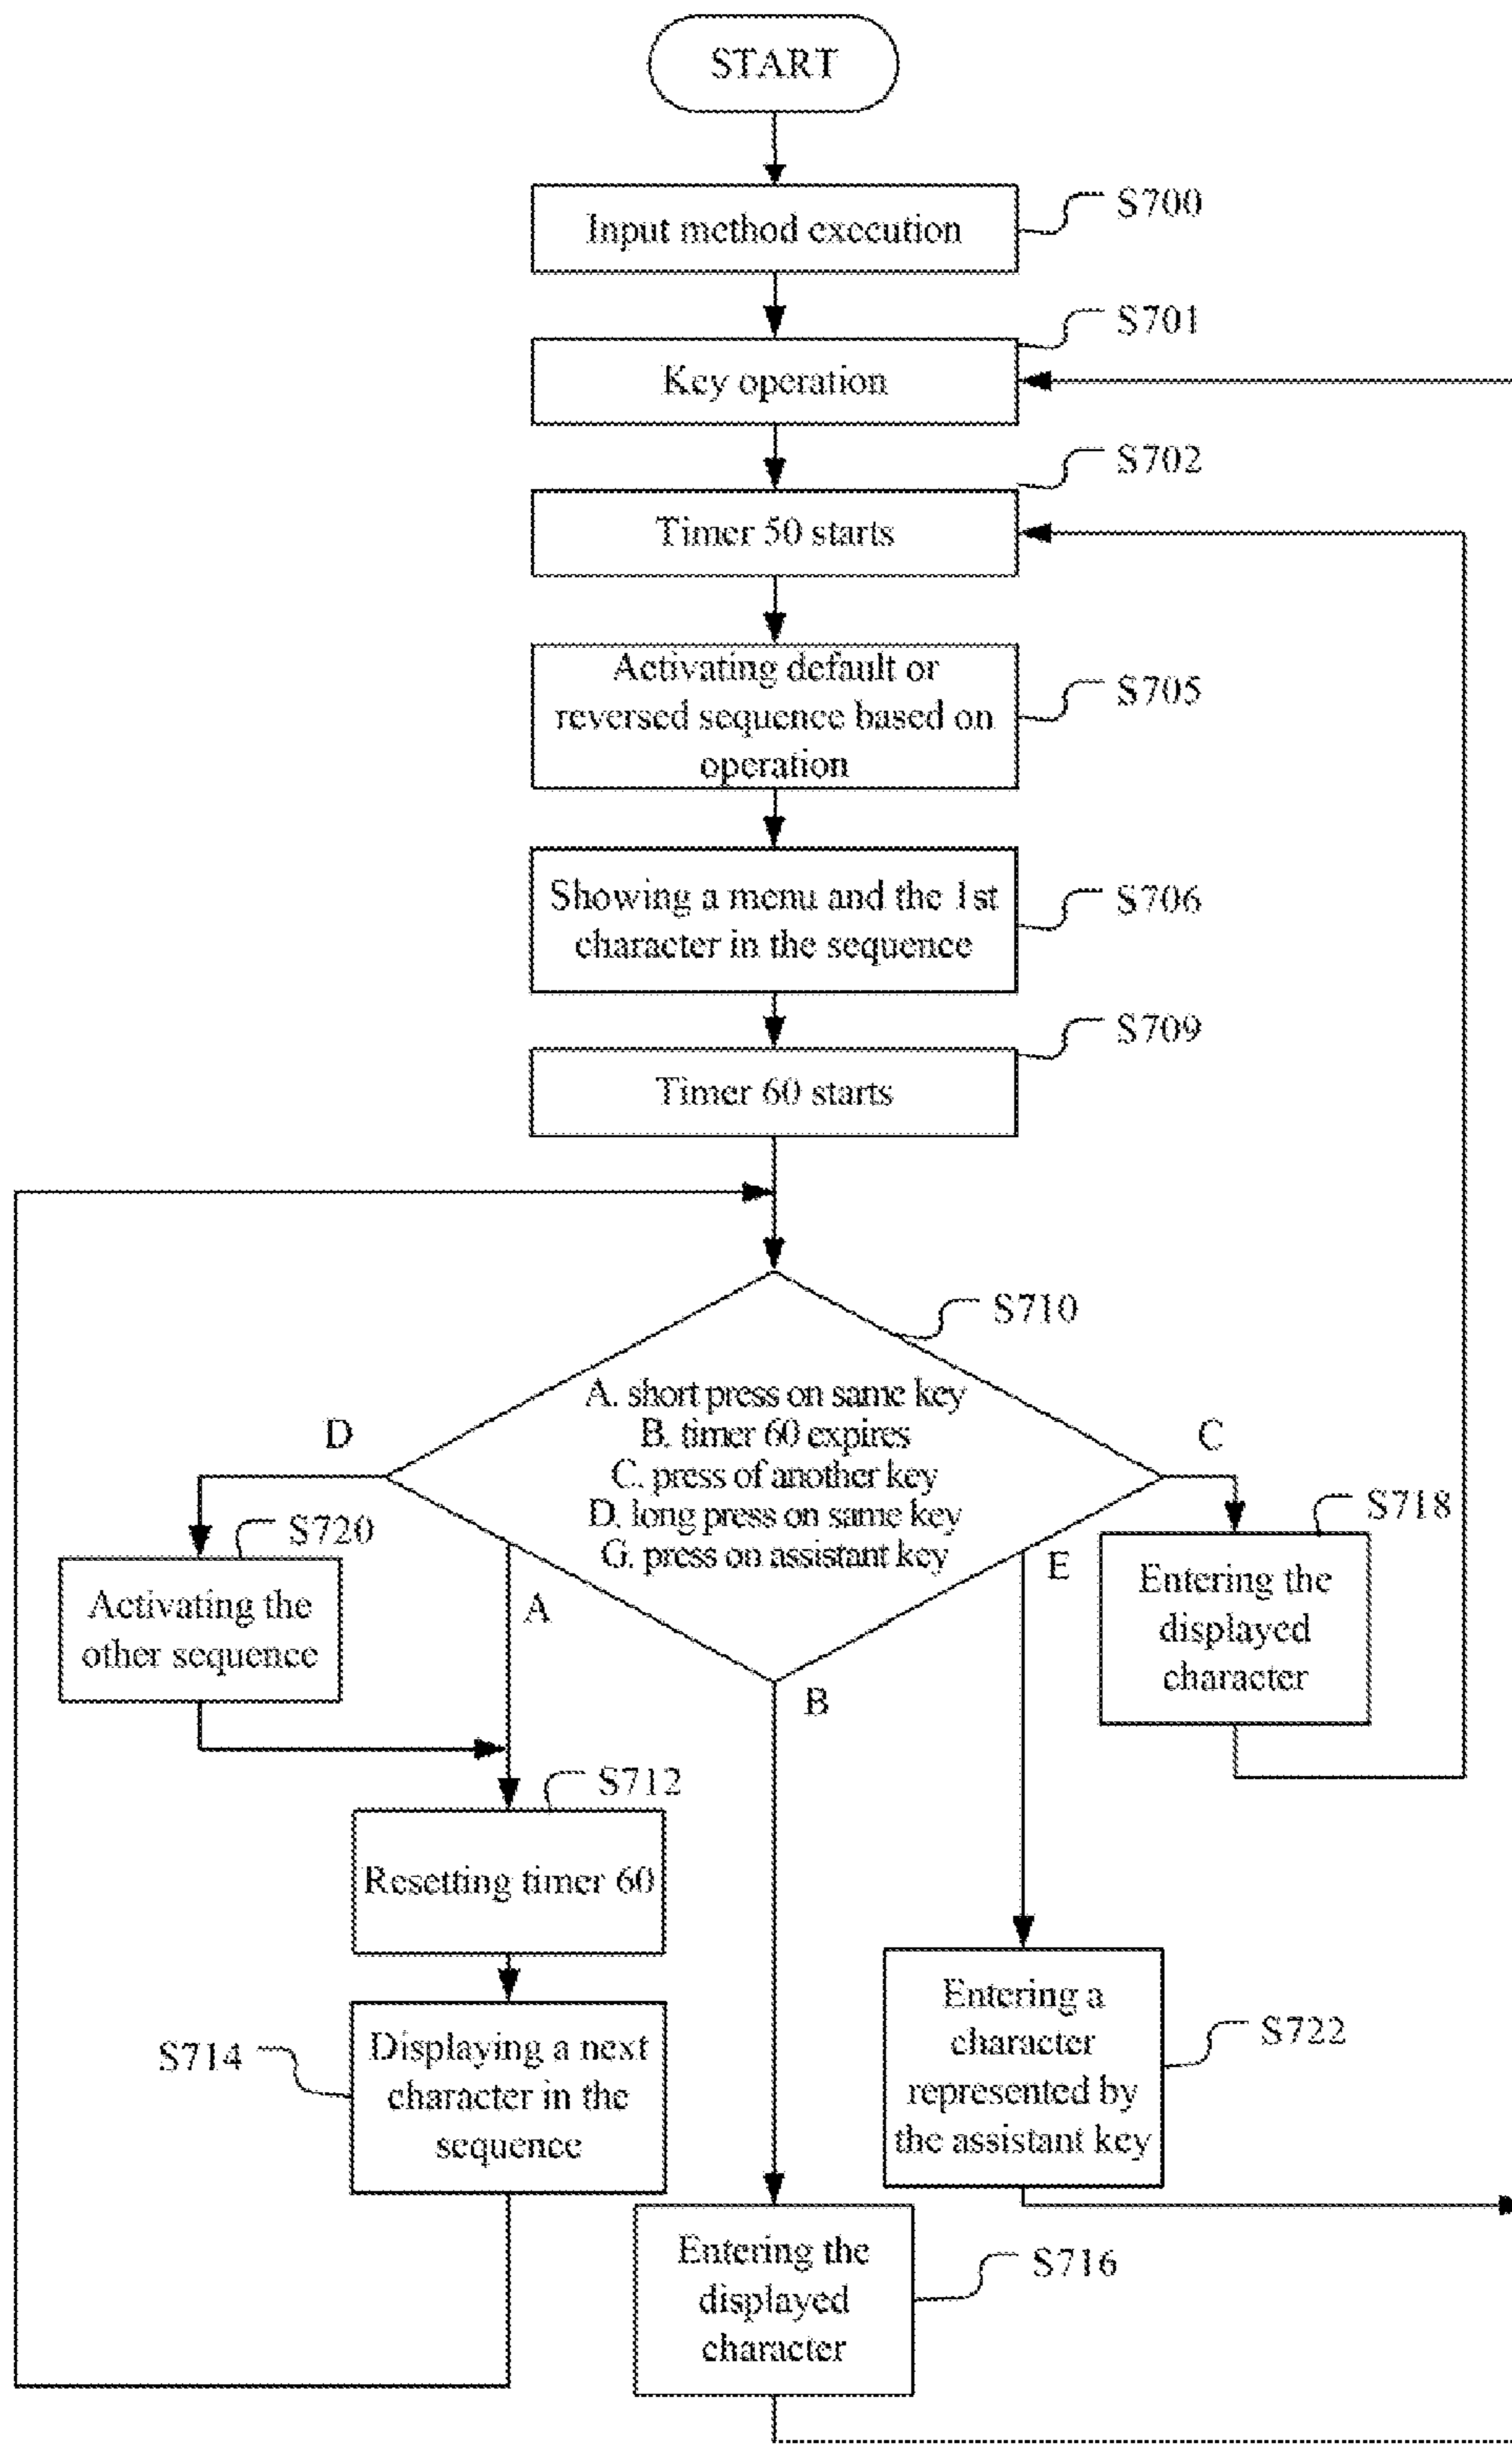 START
Input method execution
S700
Key operation
S701
Timer 50 starts
S702
Activating default or
reversed sequence based on
operation
S705
Showing a menu and the 1st
character in the sequence
S706
Timer 60 starts
S709
S710
A. short press on same key
B. timer 60 expires
C. press of another key
D. long press on same key
G. press on assistant key
D
C
A
B
E
S720
Activating the
other sequence
S718
Entering the
displayed
character
S712
Resetting timer 60
S714
Displaying a next
character in the
sequence
S722
Entering a
character
represented by
the assistant key
S716
Entering the
displayed
character